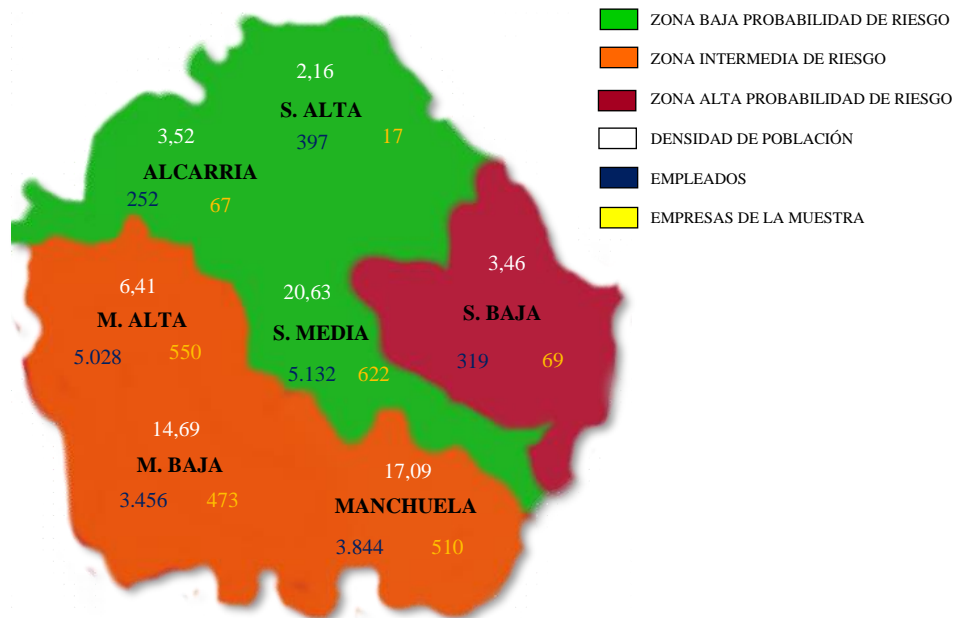 2,16
S. ALTA
397 17
3,52
ALCARRIA
252 67
6,41
M. ALTA
5.028 550
20,63
S. MEDIA
5.132 622
3,46
S. BAJA
319 69
14,69
M. BAJA
3.456 473
17,09
MANCHUELA
3.844 510
ZONA BAJA PROBABILIDAD DE RIESGO
ZONA INTERMEDIA DE RIESGO
ZONA ALTA PROBABILIDAD DE RIESGO
DENSIDAD DE POBLACIÓN
EMPLEADOS
EMPRESAS DE LA MUESTRA